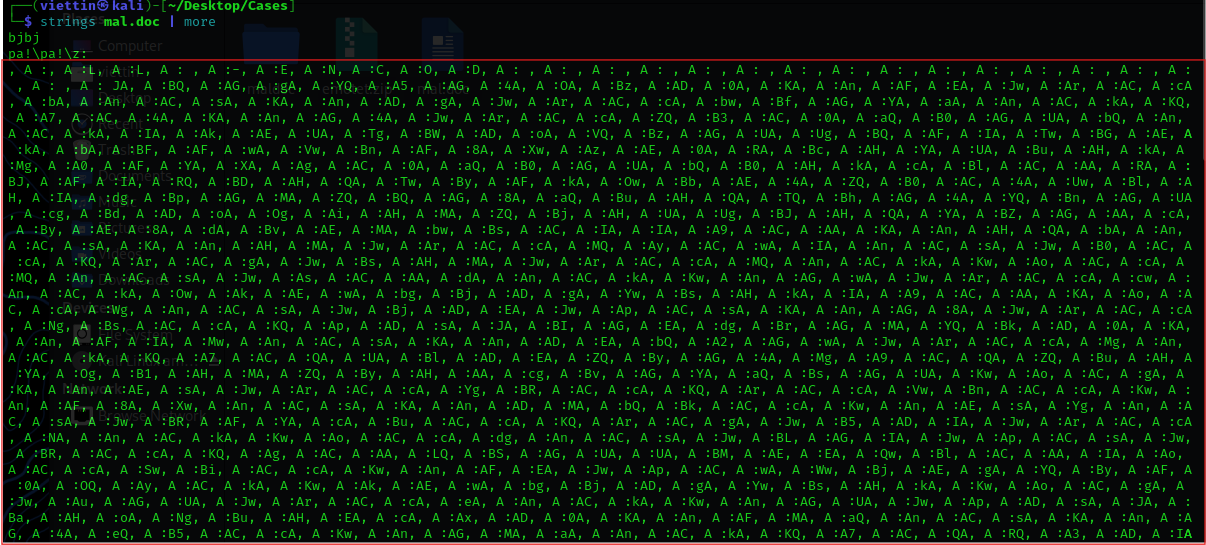 ┌──(viettin㉿kali)-[~/Desktop/Cases]
└─$ strings mal.doc | more
bjbj
pa!\pa!\z:
, A :, A :L, A :L, A : , A :-, A :E, A :N, A :C, A :O, A :D, A : , A : , A : , A : , A : , A : , A : , A : , A : , A : , A :
, A : , A : JA, A :BQ, A :AG, A :gA, A :Jw, A :A5, A :AC, A :4A, A :OA, A :Bz, A :AD, A :0A, A :KA, A :An, A :AF, A :EA, A :Jw, A :Ar, A :AC, A :cA
, A :bA, A :An, A :AC, A :sA, A :KA, A :An, A :AD, A :gA, A :Jw, A :Ar, A :AC, A :cA, A :bw, A :Bf, A :AG, A :YA, A :aA, A :An, A :AC, A :kA, A :KQ,
A :A7, A :AC, A :4A, A :KA, A :An, A :AG, A :4A, A :Jw, A :Ar, A :AC, A :cA, A :ZQ, A :B3, A :AC, A :0A, A :aQ, A :B0, A :AG, A :UA, A :bQ, A :An,
A :AC, A :kA, A :IA, A :Ak, A :AE, A :UA, A :Tg, A :BW, A :AD, A :oA, A :VQ, A :Bz, A :AG, A :UA, A :Ug, A :BQ, A :AF, A :IA, A :Tw, A :BG, A :AE, A
:kA, A :bA, A :BF, A :AF, A :wA, A :Vw, A :Bn, A :AF, A :8A, A :Xw, A :Az, A :AE, A :0A, A :RA, A :Bc, A :AH, A :YA, A :UA, A :Bu, A :AH, A :kA, A
:Mg, A :A0, A :AF, A :YA, A :XA, A :Ag, A :AC, A :0A, A :aQ, A :B0, A :AG, A :UA, A :bQ, A :B0, A :AH, A :kA, A :cA, A :Bl, A :AC, A :AA, A :RA, A :
BJ, A :AF, A :IA, A :RQ, A :BD, A :AH, A :QA, A :Tw, A :By, A :AF, A :kA, A :Ow, A :Bb, A :AE, A :4A, A :ZQ, A :B0, A :AC, A :4A, A :Uw, A :Bl, A :A
H, A :IA, A :dg, A :Bp, A :AG, A :MA, A :ZQ, A :BQ, A :AG, A :8A, A :aQ, A :Bu, A :AH, A :QA, A :TQ, A :Bh, A :AG, A :4A, A :YQ, A :Bn, A :AG, A :UA
, A :cg, A :Bd, A :AD, A :oA, A :Og, A :Ai, A :AH, A :MA, A :ZQ, A :Bj, A :AH, A :UA, A :Ug, A :BJ, A :AH, A :QA, A :YA, A :BZ, A :AG, A :AA, A :cA,
A :By, A :AE, A :8A, A :dA, A :Bv, A :AE, A :MA, A :bw, A :Bs, A :AC, A :IA, A :IA, A :A9, A :AC, A :AA, A :KA, A :An, A :AH, A :QA, A :bA, A :An,
A :AC, A :sA, A :KA, A :An, A :AH, A :MA, A :Jw, A :Ar, A :AC, A :cA, A :MQ, A :Ay, A :AC, A :wA, A :IA, A :An, A :AC, A :sA, A :Jw, A :B0, A :AC, A
:cA, A :KQ, A :Ar, A :AC, A :gA, A :Jw, A :Bs, A :AH, A :MA, A :Jw, A :Ar, A :AC, A :cA, A :MQ, A :An, A :AC, A :kA, A :Kw, A :Ao, A :AC, A :cA, A :
MQ, A :An, A :AC, A :sA, A :Jw, A :As, A :AC, A :AA, A :dA, A :An, A :AC, A :kA, A :Kw, A :An, A :AG, A :wA, A :Jw, A :Ar, A :AC, A :cA, A :cw, A :
An, A :AC, A :kA, A :Ow, A :Ak, A :AE, A :wA, A :bg, A :Bj, A :AD, A :gA, A :Yw, A :Bs, A :AH, A :kA, A :IA, A :A9, A :AC, A :AA, A :KA, A :Ao, A :A
C, A :cA, A :Wg, A :An, A :AC, A :sA, A :Jw, A :Bj, A :AD, A :EA, A :Jw, A :Ap, A :AC, A :sA, A :KA, A :An, A :AG, A :8A, A :Jw, A :Ar, A :AC, A :cA
, A :Ng, A :Bs, A :AC, A :cA, A :KQ, A :Ap, A :AD, A :sA, A :JA, A :BI, A :AG, A :EA, A :dg, A :Br, A :AG, A :MA, A :YQ, A :Bk, A :AD, A :0A, A :KA,
A :An, A :AF, A :IA, A :Mw, A :An, A :AC, A :sA, A :KA, A :An, A :AD, A :EA, A :bQ, A :A2, A :AG, A :wA, A :Jw, A :Ar, A :AC, A :cA, A :Mg, A :An,
A :AC, A :kA, A :KQ, A :A7, A :AC, A :QA, A :UA, A :Bl, A :AD, A :EA, A :ZQ, A :By, A :AG, A :4A, A :Mg, A :A9, A :AC, A :QA, A :ZQ, A :Bu, A :AH, A
:YA, A :Og, A :B1, A :AH, A :MA, A :ZQ, A :By, A :AH, A :AA, A :cg, A :Bv, A :AG, A :YA, A :aQ, A :Bs, A :AG, A :UA, A :Kw, A :Ao, A :AC, A :gA, A :
KA, A :An, A :AE, A :sA, A :Jw, A :Ar, A :AC, A :cA, A :Yg, A :BR, A :AC, A :cA, A :KQ, A :Ar, A :AC, A :cA, A :Vw, A :Bn, A :AC, A :cA, A :Kw, A :
An, A :AF, A :8A, A :Xw, A :An, A :AC, A :sA, A :KA, A :An, A :AD, A :MA, A :bQ, A :Bk, A :AC, A :cA, A :Kw, A :An, A :AE, A :sA, A :Yg, A :An, A :A
C, A :sA, A :Jw, A :BR, A :AF, A :YA, A :cA, A :Bu, A :AC, A :cA, A :KQ, A :Ar, A :AC, A :gA, A :Jw, A :B5, A :AD, A :IA, A :Jw, A :Ar, A :AC, A :cA
, A :NA, A :An, A :AC, A :kA, A :Kw, A :Ao, A :AC, A :cA, A :dg, A :An, A :AC, A :sA, A :Jw, A :BL, A :AG, A :IA, A :Jw, A :Ap, A :AC, A :sA, A :Jw,
A :BR, A :AC, A :cA, A :KQ, A :Ag, A :AC, A :AA, A :LQ, A :BS, A :AG, A :UA, A :UA, A :BM, A :AE, A :EA, A :Qw, A :Bl, A :AC, A :AA, A :IA, A :Ao,
A :AC, A :cA, A :Sw, A :Bi, A :AC, A :cA, A :Kw, A :An, A :AF, A :EA, A :Jw, A :Ap, A :AC, A :wA, A :Ww, A :Bj, A :AE, A :gA, A :YQ, A :By, A :AF, A
:0A, A :OQ, A :Ay, A :AC, A :kA, A :Kw, A :Ak, A :AE, A :wA, A :bg, A :Bj, A :AD, A :gA, A :Yw, A :Bs, A :AH, A :kA, A :Kw, A :Ao, A :AC, A :gA, A
:Jw, A :Au, A :AG, A :UA, A :Jw, A :Ar, A :AC, A :cA, A :eA, A :An, A :AC, A :kA, A :Kw, A :An, A :AG, A :UA, A :Jw, A :Ap, A :AD, A :sA, A :JA, A :
Ba, A :AH, A :oA, A :Ng, A :Bu, A :AH, A :EA, A :cA, A :Ax, A :AD, A :0A, A :KA, A :An, A :AF, A :MA, A :aQ, A :An, A :AC, A :sA, A :KA, A :An, A :A
G, A :4A, A :eQ, A :B5, A :AC, A :cA, A :Kw, A :An, A :AG, A :MA, A :aA, A :An, A :AC, A :kA, A :KQ, A :A7, A :AC, A :QA, A :RQ, A :A3, A :AD, A :IA